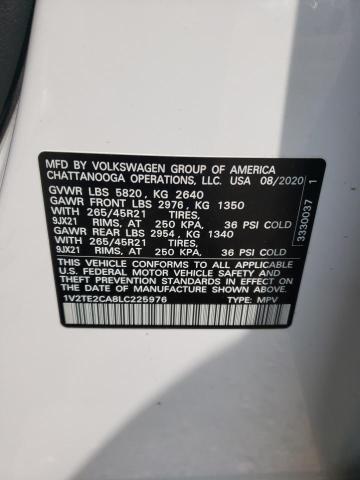 MFD BY VOLKSWAGEN GROUP OF AMERICA
CHATTANOOGA OPERATIONS, LLC. USA 08/2020
GVWR LBS 5820, KG 2640
GAWR FRONT LBS 2976, KG 1350
WITH 265/45R21 TIRES,
9JX21 RIMS, AT 250 KPA, 36 PSI COLD
GAWR REAR LBS 2954, KG 1340
WITH 265/45R21 TIRES,
9JX21 RIMS, AT 250 KPA, 36 PSI COLD
THIS VEHICLE CONFORMS TO ALL APPLICABLE
U.S. FEDERAL MOTOR VEHICLE SAFETY AND
THEFT PREVENTION STANDARDS IN EFFECT ON
THE DATE OF MANUFACTURE SHOWN ABOVE.
1V2TE2CA8LC225976 TYPE: MPV
3330037 1